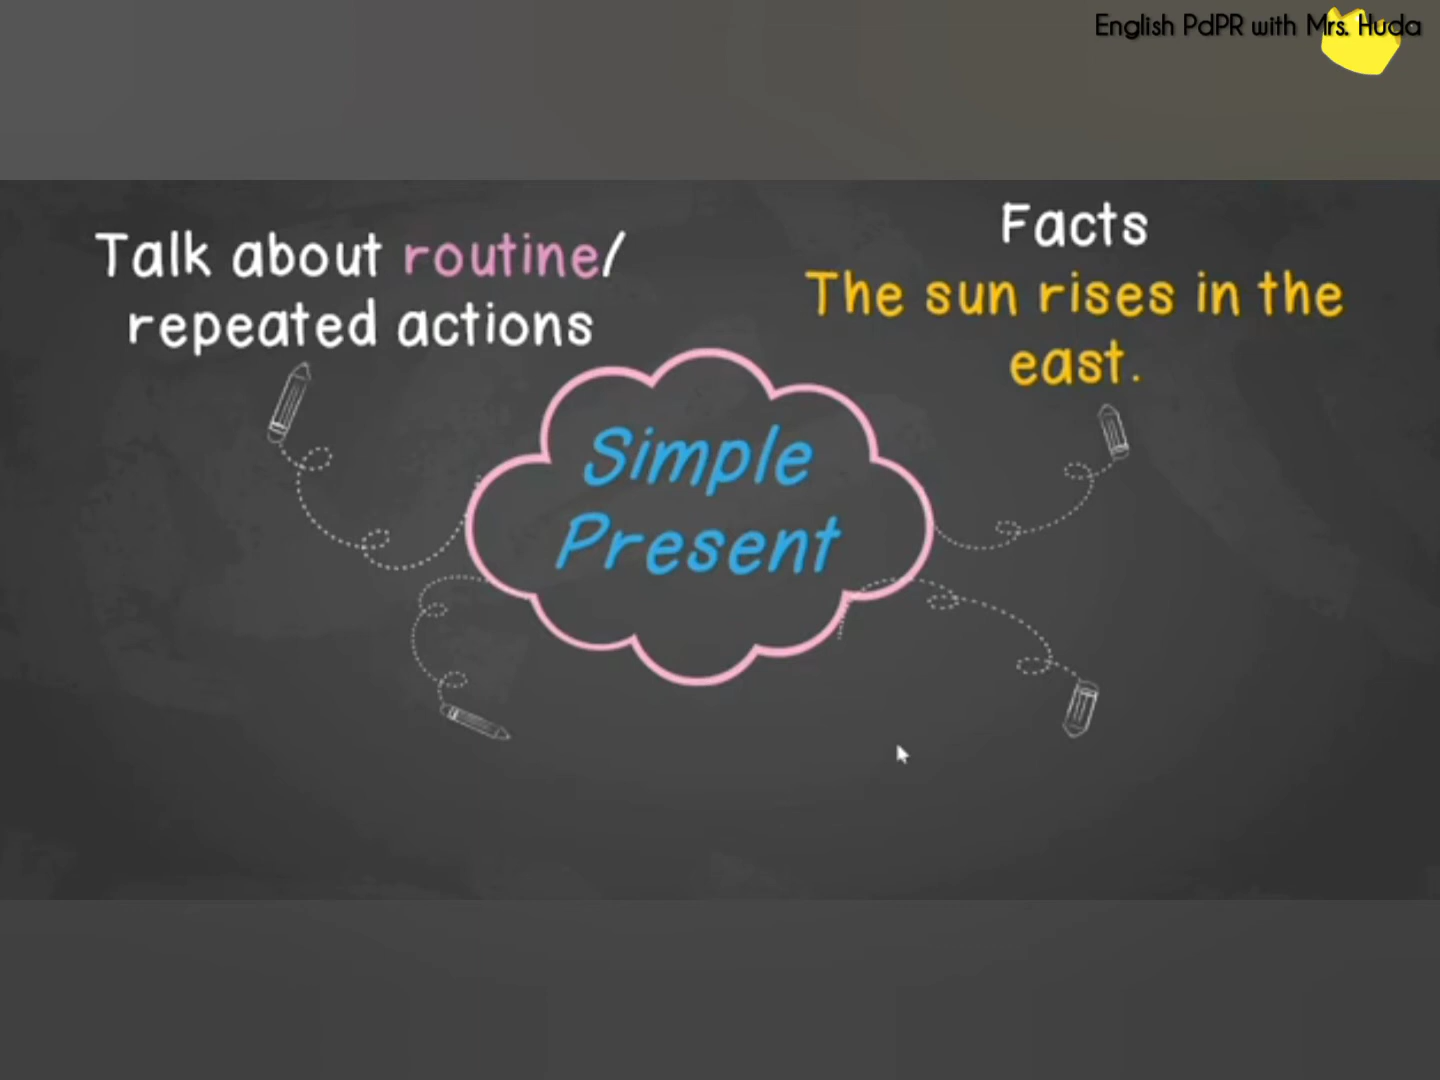 English PdPR with Mrs. Huda
Talk about routine/
repeated actions
Facts
The sun rises in the
east.
Simple
Present